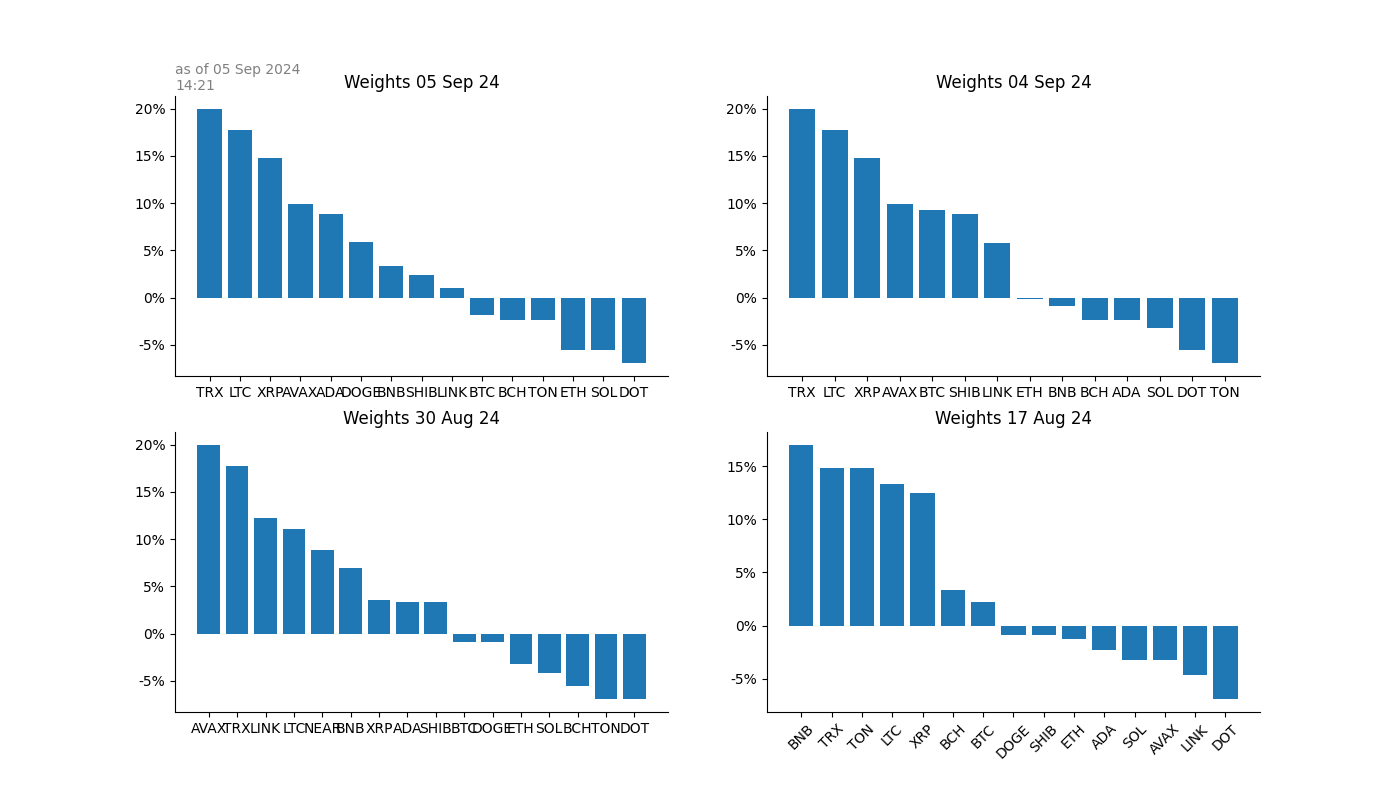 as of 05 Sep 2024
14:21
Weights 05 Sep 24
20%
15%
10%
5%
0%
-5%
TRX LTC XRP AVAX ADA DOGE BNB SHIB LINK BTC BCH TON ETH SOL DOT
Weights 04 Sep 24
20%
15%
10%
5%
0%
-5%
TRX LTC XRP AVAX BTC SHIB LINK ETH BNB BCH ADA SOL DOT TON
Weights 30 Aug 24
20%
15%
10%
5%
0%
-5%
AVAX TRX LINK LTC NEAR BNB XRP ADA SHIB BTC DOGE ETH SOL BCH TON DOT
Weights 17 Aug 24
15%
10%
5%
0%
-5%
BNB TRX TON LTC XRP BCH BTC DOGE SHIB ETH ADA SOL AVAX LINK DOT